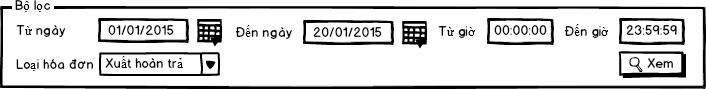 Bộ lọc
Từ ngày 01/01/2015 Đến ngày 20/01/2015 Từ giờ 00:00:00 Đến giờ 23:59:59
Loại hóa đơn Xuất hoàn trả Xem